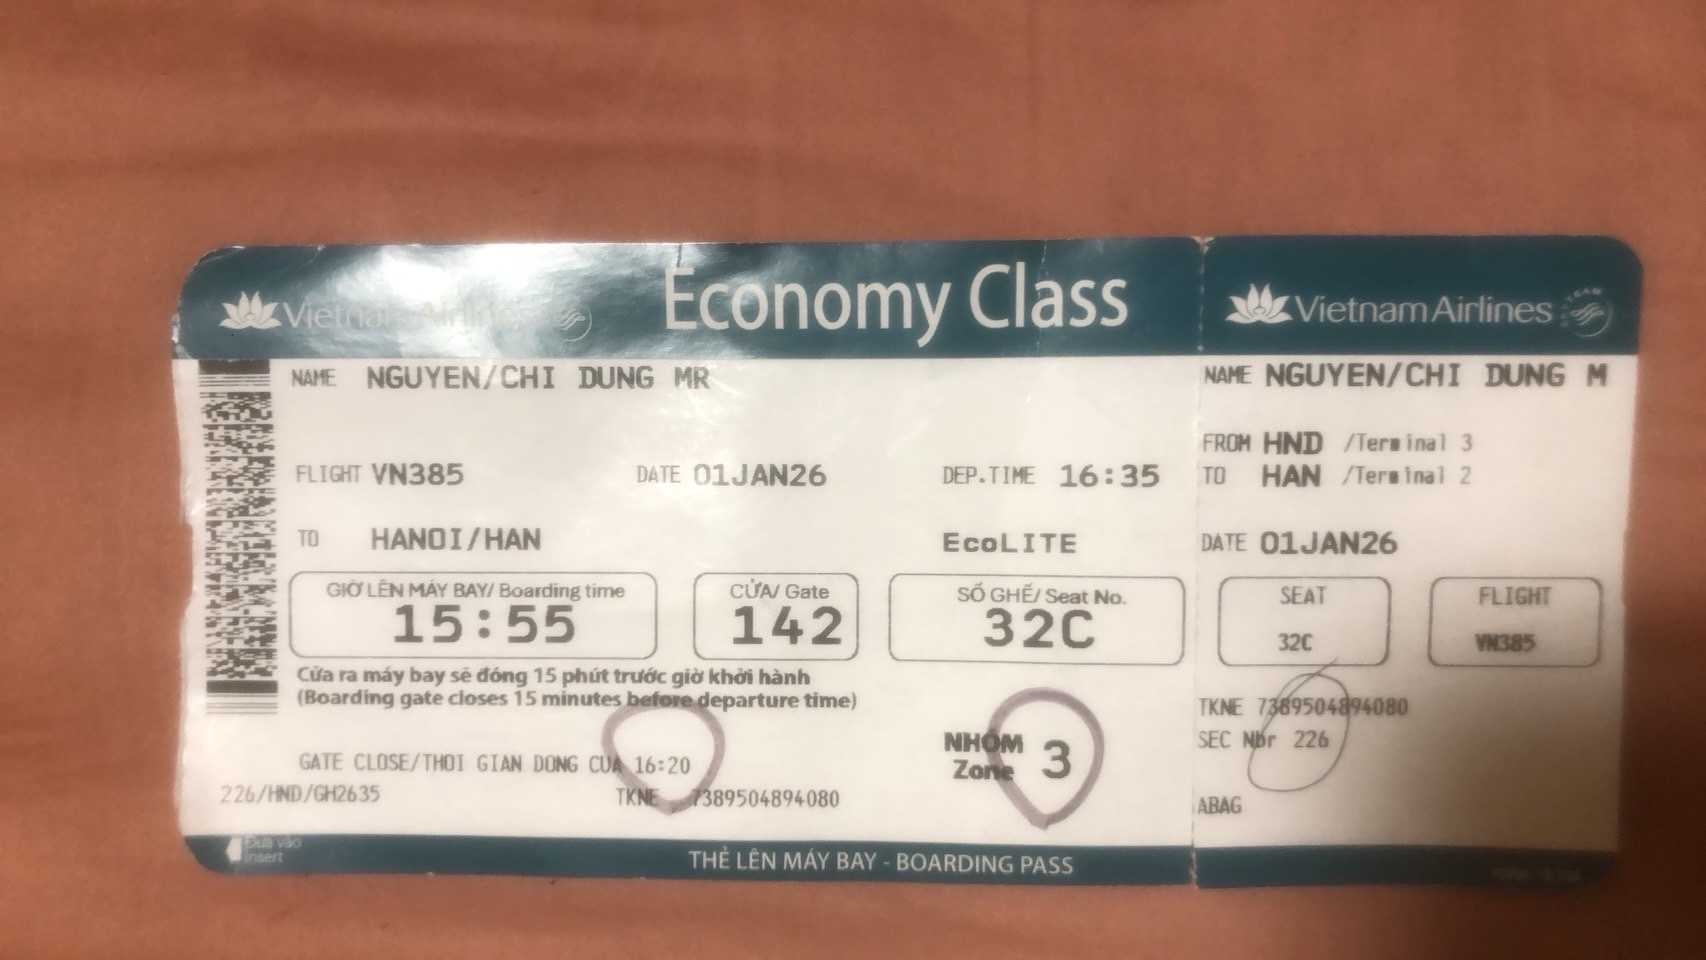 Vietnam Airlines
Economy Class
NAME NGUYEN/CHI DUNG MR
FLIGHT VN385 DATE 01JAN26 DEP.TIME 16:35
TO HANOI/HAN EcoLITE
GIỜ LÊN MÁY BAY/ Boarding time
15:55
CỬA/ Gate
142
SỐ GHẾ/ Seat No.
32C
Cửa ra máy bay sẽ đóng 15 phút trước giờ khởi hành
(Boarding gate closes 15 minutes before departure time)
GATE CLOSE/THOI GIAN DONG CUA 16:20
NHÓM
Zone 3
226/HND/GH2635 TKNE 7389504894080
Đưa vào
Insert
THẺ LÊN MÁY BAY - BOARDING PASS
Vietnam Airlines
NAME NGUYEN/CHI DUNG M
FROM HND /Terminal 3
TO HAN /Terminal 2
DATE 01JAN26
SEAT
32C
FLIGHT
VN385
TKNE 7389504894080
SEC Nbr 226
ABAG